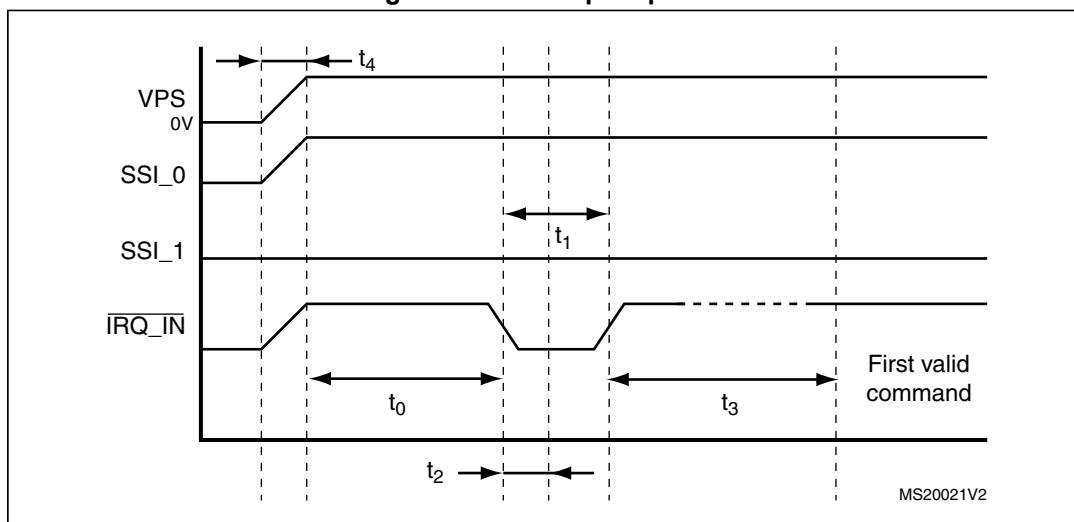 t4
VPS
0V
SSI_0
t1
SSI_1
IRQ_IN
First valid
command
t0
t3
t2
MS20021V2